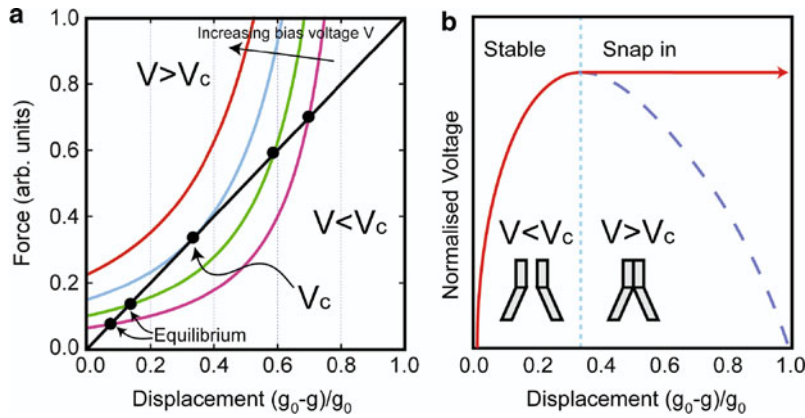 a
Increasing bias voltage V
V>Vc
V<Vc
Vc
Equilibrium
Force (arb. units)
1.0
0.8
0.6
0.4
0.2
0.0
0.0 0.2 0.4 0.6 0.8 1.0
Displacement (g₀-g)/g₀
b
Stable Snap in
V<Vc V>Vc
Normalised Voltage
0.0 0.2 0.4 0.6 0.8 1.0
Displacement (g₀-g)/g₀